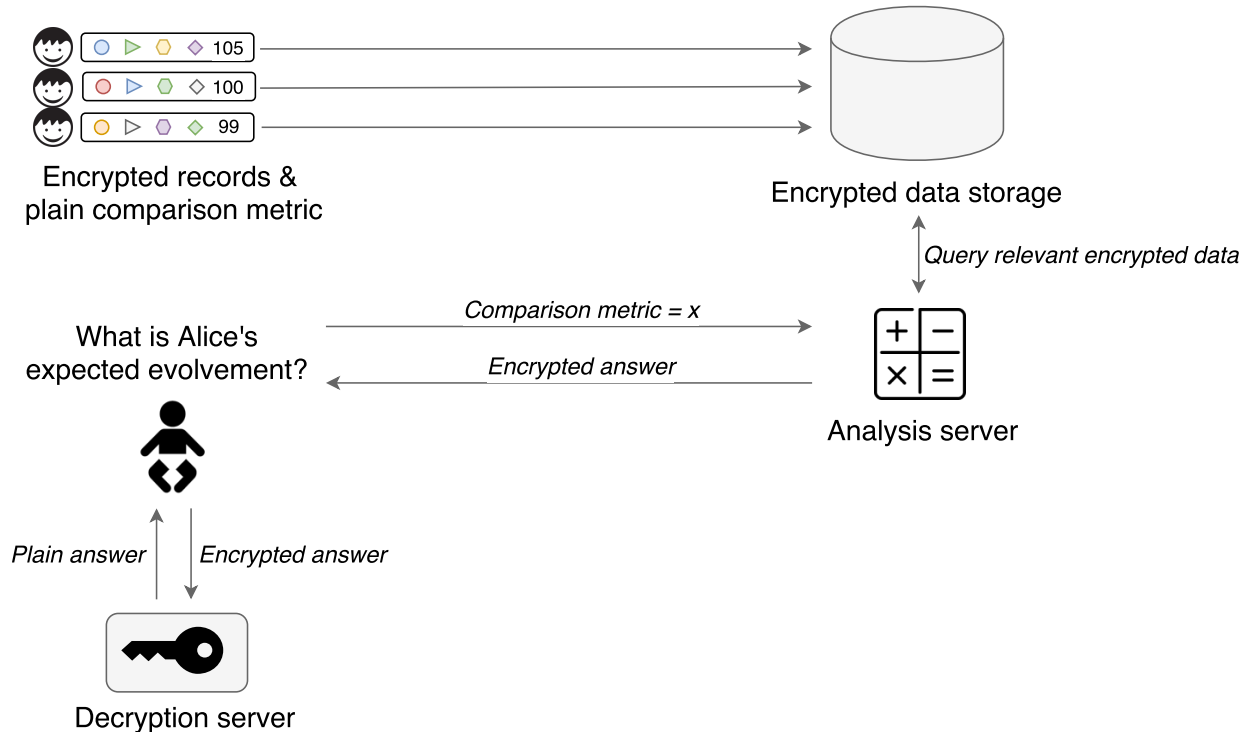 105
100
99
Encrypted records &
plain comparison metric
Encrypted data storage
Query relevant encrypted data
Comparison metric = x
What is Alice's
expected evolvement?
Encrypted answer
+ −
× =
Analysis server
Plain answer
Encrypted answer
Decryption server